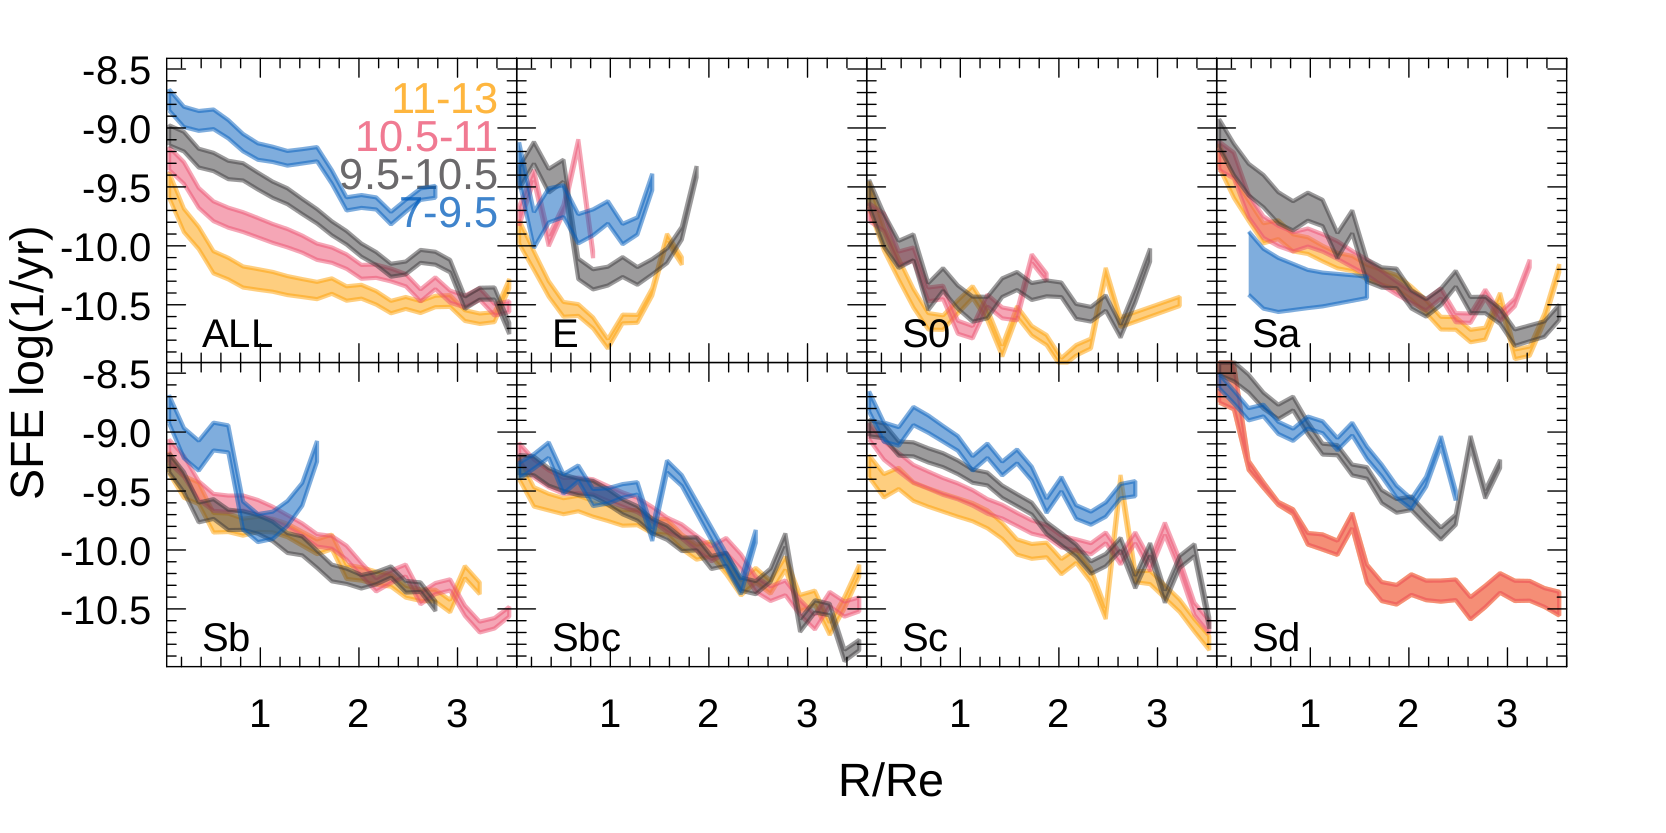 SFE log(1/yr)
-8.5
-9.0
-9.5
-10.0
-10.5
11-13
10.5-11
9.5-10.5
7-9.5
ALL
E
S0
Sa
-8.5
-9.0
-9.5
-10.0
-10.5
Sb
Sbc
Sc
Sd
1 2 3 1 2 3 1 2 3 1 2 3
R/Re